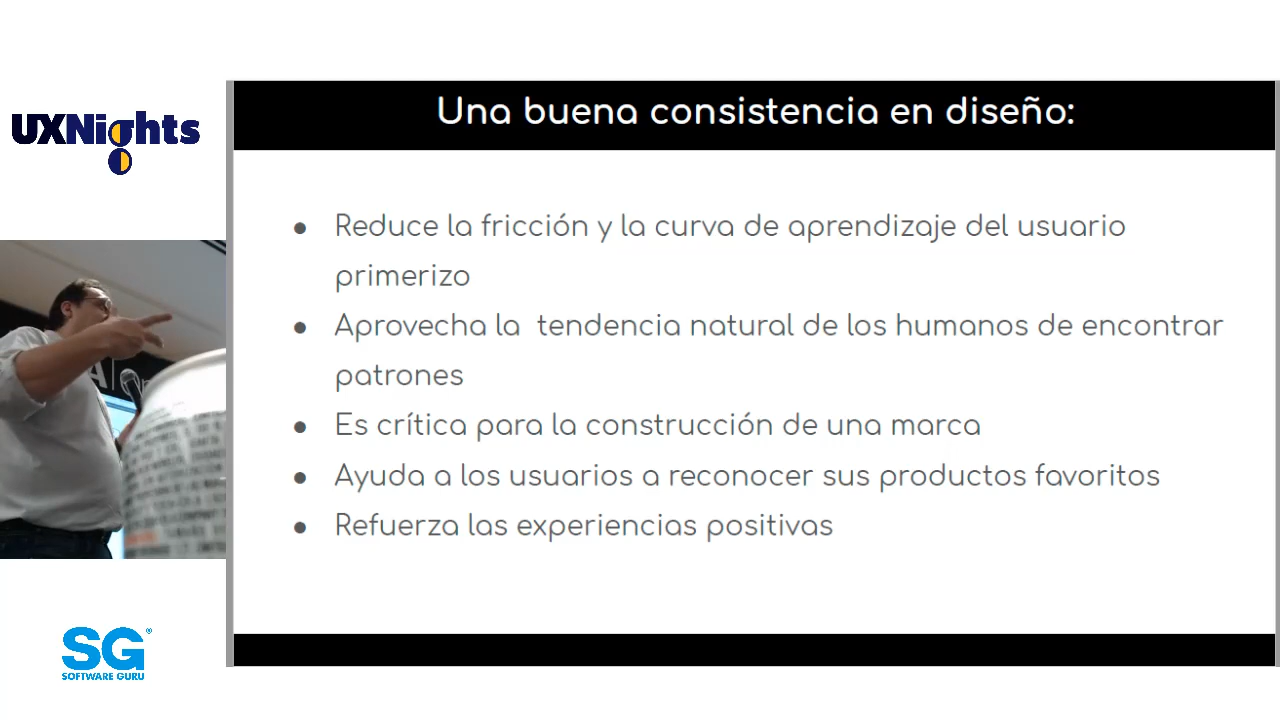 UXNights
Una buena consistencia en diseño:
● Reduce la fricción y la curva de aprendizaje del usuario
primerizo
● Aprovecha la  tendencia natural de los humanos de encontrar
patrones
● Es crítica para la construcción de una marca
● Ayuda a los usuarios a reconocer sus productos favoritos
● Refuerza las experiencias positivas
SG®
SOFTWARE GURU